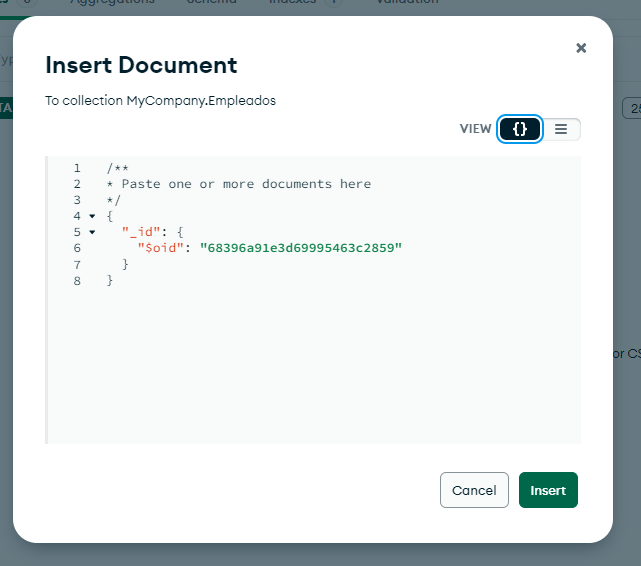 Aggregations Schema Indexes 1 Validation
Insert Document
To collection MyCompany.Empleados
VIEW {}
1 /**
2 * Paste one or more documents here
3 */
4 {
5 "_id": {
6 "$oid": "68396a91e3d69995463c2859"
7 }
8 }
Cancel Insert